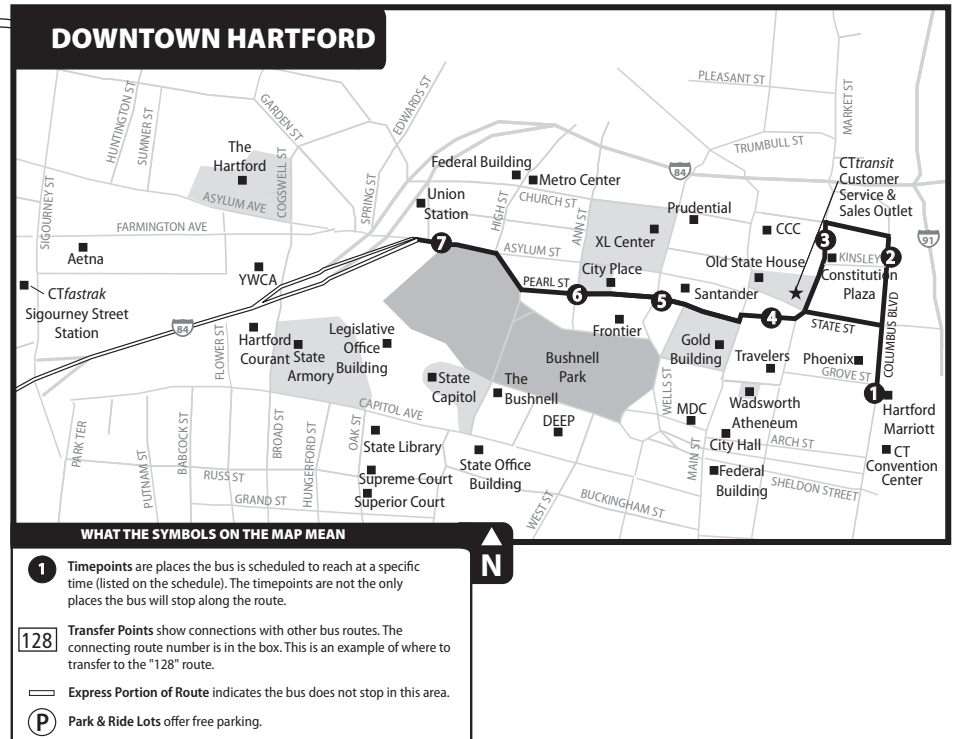 DOWNTOWN HARTFORD
PLEASANT ST
MARKET ST
TRUMBULL ST
EDWARDS ST
GARDEN ST
HUNTINGTON ST
SUMNER ST
COGSWELL ST
SPRING ST
SIGOURNEY ST
The
Hartford
ASYLUM AVE
FARMINGTON AVE
Aetna
YWCA
CTfastrak
Sigourney Street
Station
84
Federal Building
Metro Center
Union
Station
HIGH ST
CHURCH ST
ANN ST
84
CTtransit
Customer
Service &
Sales Outlet
Prudential
CCC
XL Center
91
7
ASYLUM ST
3
2
KINSLEY
Old State House
Constitution
Plaza
City Place
PEARL ST
6
5
Santander
4
STATE ST
COLUMBUS BLVD
Frontier
Gold
Building
Travelers
Phoenix
GROVE ST
1
Hartford
Marriott
FLOWER ST
Hartford
Courant
State
Armory
Legislative
Office
Building
Bushnell
Park
State
Capitol
The
Bushnell
WELLS ST
Wadsworth
Atheneum
MDC
DEEP
CAPITOL AVE
City Hall
ARCH ST
CT
Convention
Center
MAIN ST
Federal
Building
SHELDON STREET
PARK TER
PUTNAM ST
BABCOCK ST
BROAD ST
HUNGERFORD ST
OAK ST
State Library
State Office
Building
RUSS ST
Supreme Court
GRAND ST
Superior Court
WEST ST
BUCKINGHAM ST
WHAT THE SYMBOLS ON THE MAP MEAN
N
1
Timepoints are places the bus is scheduled to reach at a specific
time (listed on the schedule). The timepoints are not the only
places the bus will stop along the route.
128
Transfer Points show connections with other bus routes. The
connecting route number is in the box. This is an example of where to
transfer to the "128" route.
Express Portion of Route indicates the bus does not stop in this area.
P
Park & Ride Lots offer free parking.